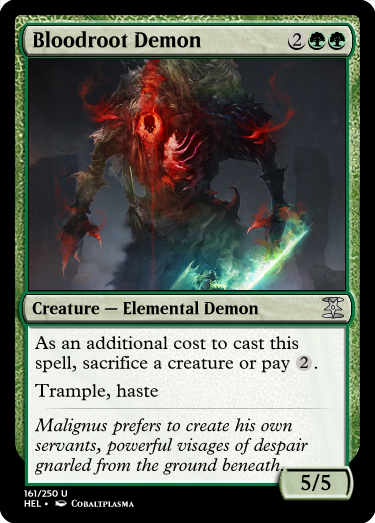 Bloodroot Demon 2
Creature — Elemental Demon
As an additional cost to cast this
spell, sacrifice a creature or pay 2.
Trample, haste
Malignus prefers to create his own
servants, powerful visages of despair
gnarled from the ground beneath.
5/5
161/250 U
HEL • Cobaltplasma